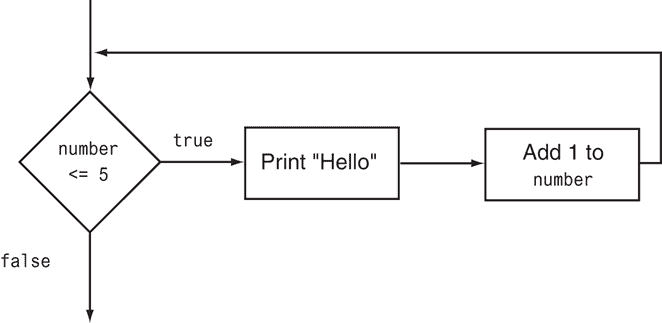 number
<= 5
true
Print "Hello"
Add 1 to
number
false